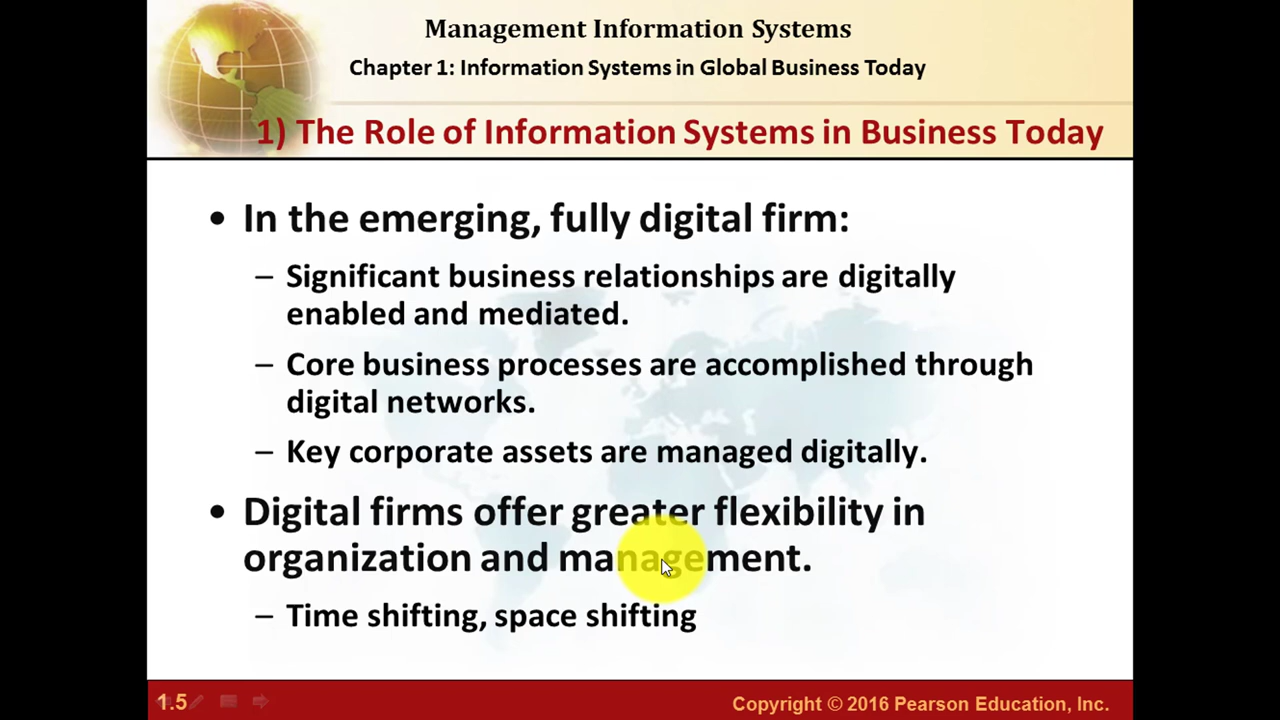 Management Information Systems
Chapter 1: Information Systems in Global Business Today
1) The Role of Information Systems in Business Today
• In the emerging, fully digital firm:
– Significant business relationships are digitally
enabled and mediated.
– Core business processes are accomplished through
digital networks.
– Key corporate assets are managed digitally.
• Digital firms offer greater flexibility in
organization and management.
– Time shifting, space shifting
1.5
Copyright © 2016 Pearson Education, Inc.